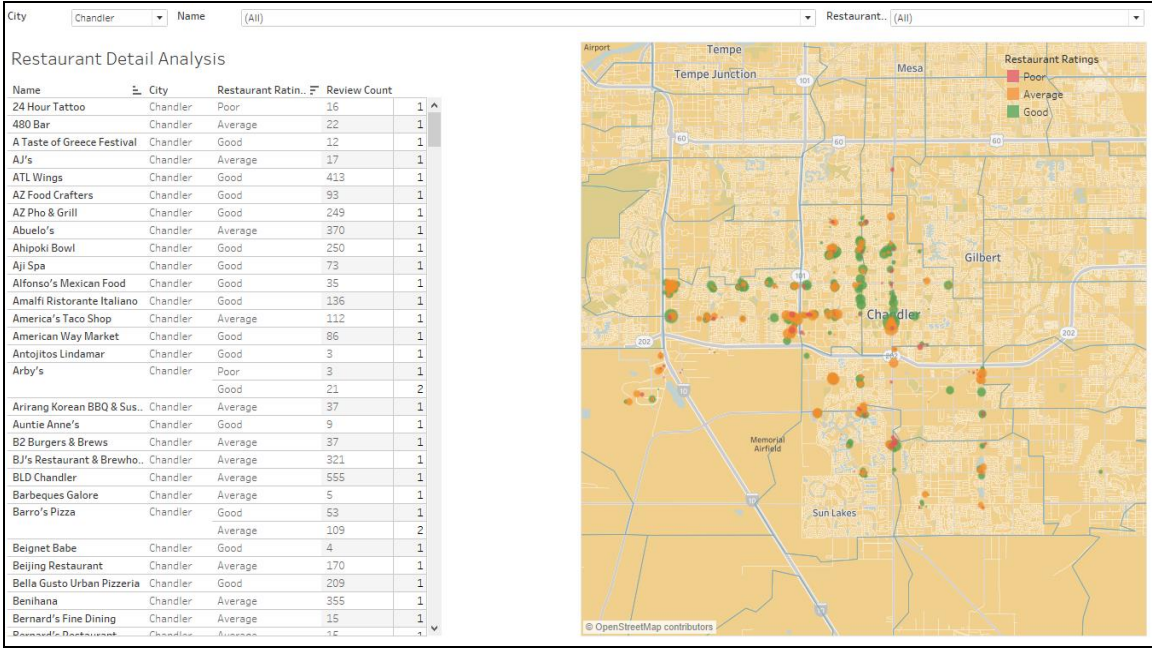 City Chandler Name (All) Restaurant.. (All)
Restaurant Detail Analysis
Name City Restaurant Ratin.. Review Count
24 Hour Tattoo Chandler Poor 16 1
480 Bar Chandler Average 22 1
A Taste of Greece Festival Chandler Good 12 1
AJ's Chandler Average 17 1
ATL Wings Chandler Good 413 1
AZ Food Crafters Chandler Good 93 1
AZ Pho & Grill Chandler Good 249 1
Abuelo's Chandler Average 370 1
Ahipoki Bowl Chandler Good 250 1
Aji Spa Chandler Good 73 1
Alfonso's Mexican Food Chandler Good 35 1
Amalfi Ristorante Italiano Chandler Good 136 1
America's Taco Shop Chandler Average 112 1
American Way Market Chandler Good 86 1
Antojitos Lindamar Chandler Good 3 1
Arby's Chandler Poor 3
Good 21 2
Arirang Korean BBQ & Sus.. Chandler Average 37 1
Auntie Anne's Chandler Good 9 1
B2 Burgers & Brews Chandler Average 37 1
BJ's Restaurant & Brewho.. Chandler Average 321 1
BLD Chandler Chandler Average 555 1
Barbeques Galore Chandler Average 5 1
Barro's Pizza Chandler Good 53
Average 109 2
Beignet Babe Chandler Good 4 1
Beijing Restaurant Chandler Average 170 1
Bella Gusto Urban Pizzeria Chandler Good 209 1
Benihana Chandler Average 355 1
Bernard's Fine Dining Chandler Average 15 1
Bernard's Restaurant Chandler Average 15 1
Airport
Tempe
Tempe Junction
Mesa
101
Restaurant Ratings
Poor
Average
Good
60
60
60
Gilbert
101
Chandler
202
202
202
10
Memorial
Airfield
10
Sun Lakes
10
© OpenStreetMap contributors